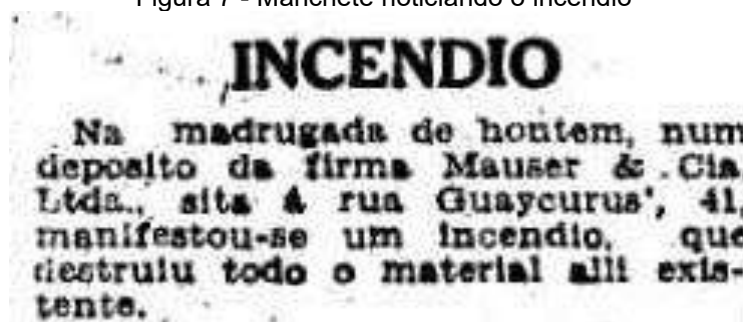 Figura 7 - Manchete noticiando o incêndio
INCENDIO
Na madrugada de hontem, num
deposito da firma Mauser & Cia.
Ltda., sita á rua Guaycurus', 41,
manifestou-se um incendio, que
destruiu todo o material alli exis-
tente.